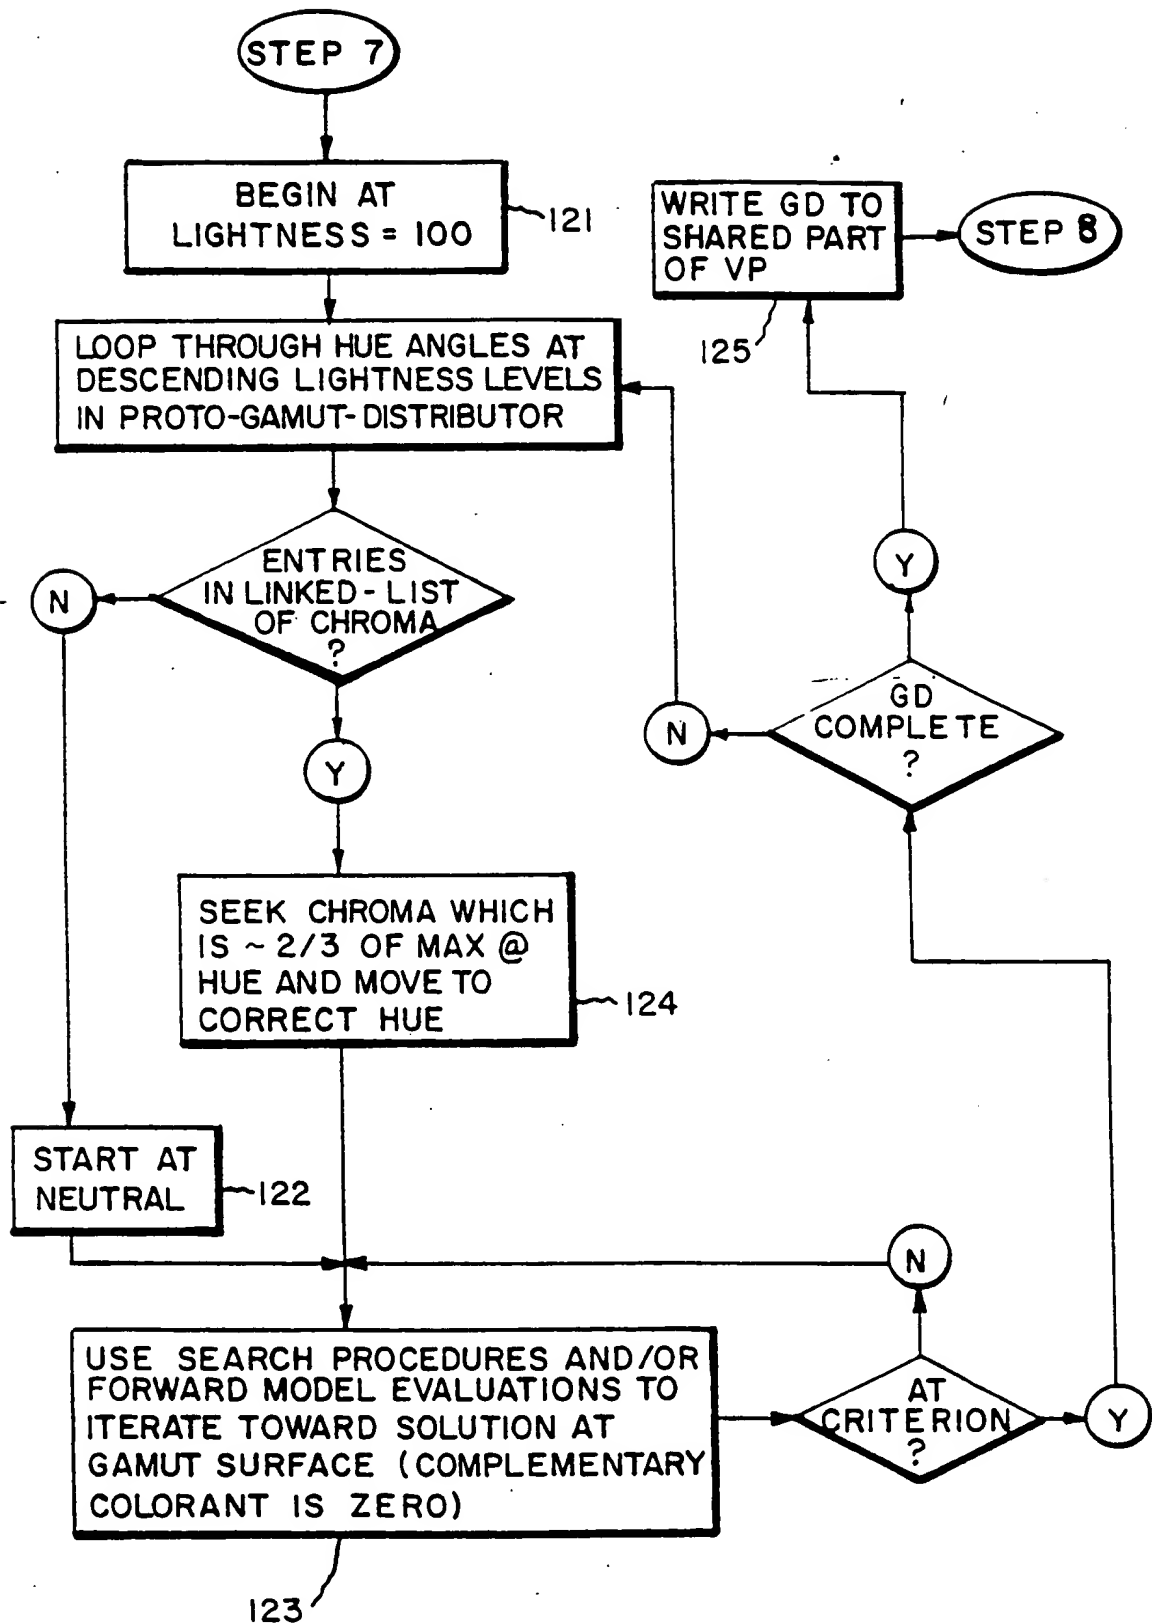 STEP 7
BEGIN AT
LIGHTNESS = 100
121
LOOP THROUGH HUE ANGLES AT
DESCENDING LIGHTNESS LEVELS
IN PROTO-GAMUT-DISTRIBUTOR
ENTRIES
IN LINKED-LIST
OF CHROMA
?
N
Y
SEEK CHROMA WHICH
IS ~ 2/3 OF MAX @
HUE AND MOVE TO
CORRECT HUE
124
START AT
NEUTRAL
122
USE SEARCH PROCEDURES AND/OR
FORWARD MODEL EVALUATIONS TO
ITERATE TOWARD SOLUTION AT
GAMUT SURFACE (COMPLEMENTARY
COLORANT IS ZERO)
123
AT
CRITERION
?
N
Y
GD
COMPLETE
?
N
Y
WRITE GD TO
SHARED PART
OF VP
125
STEP 8